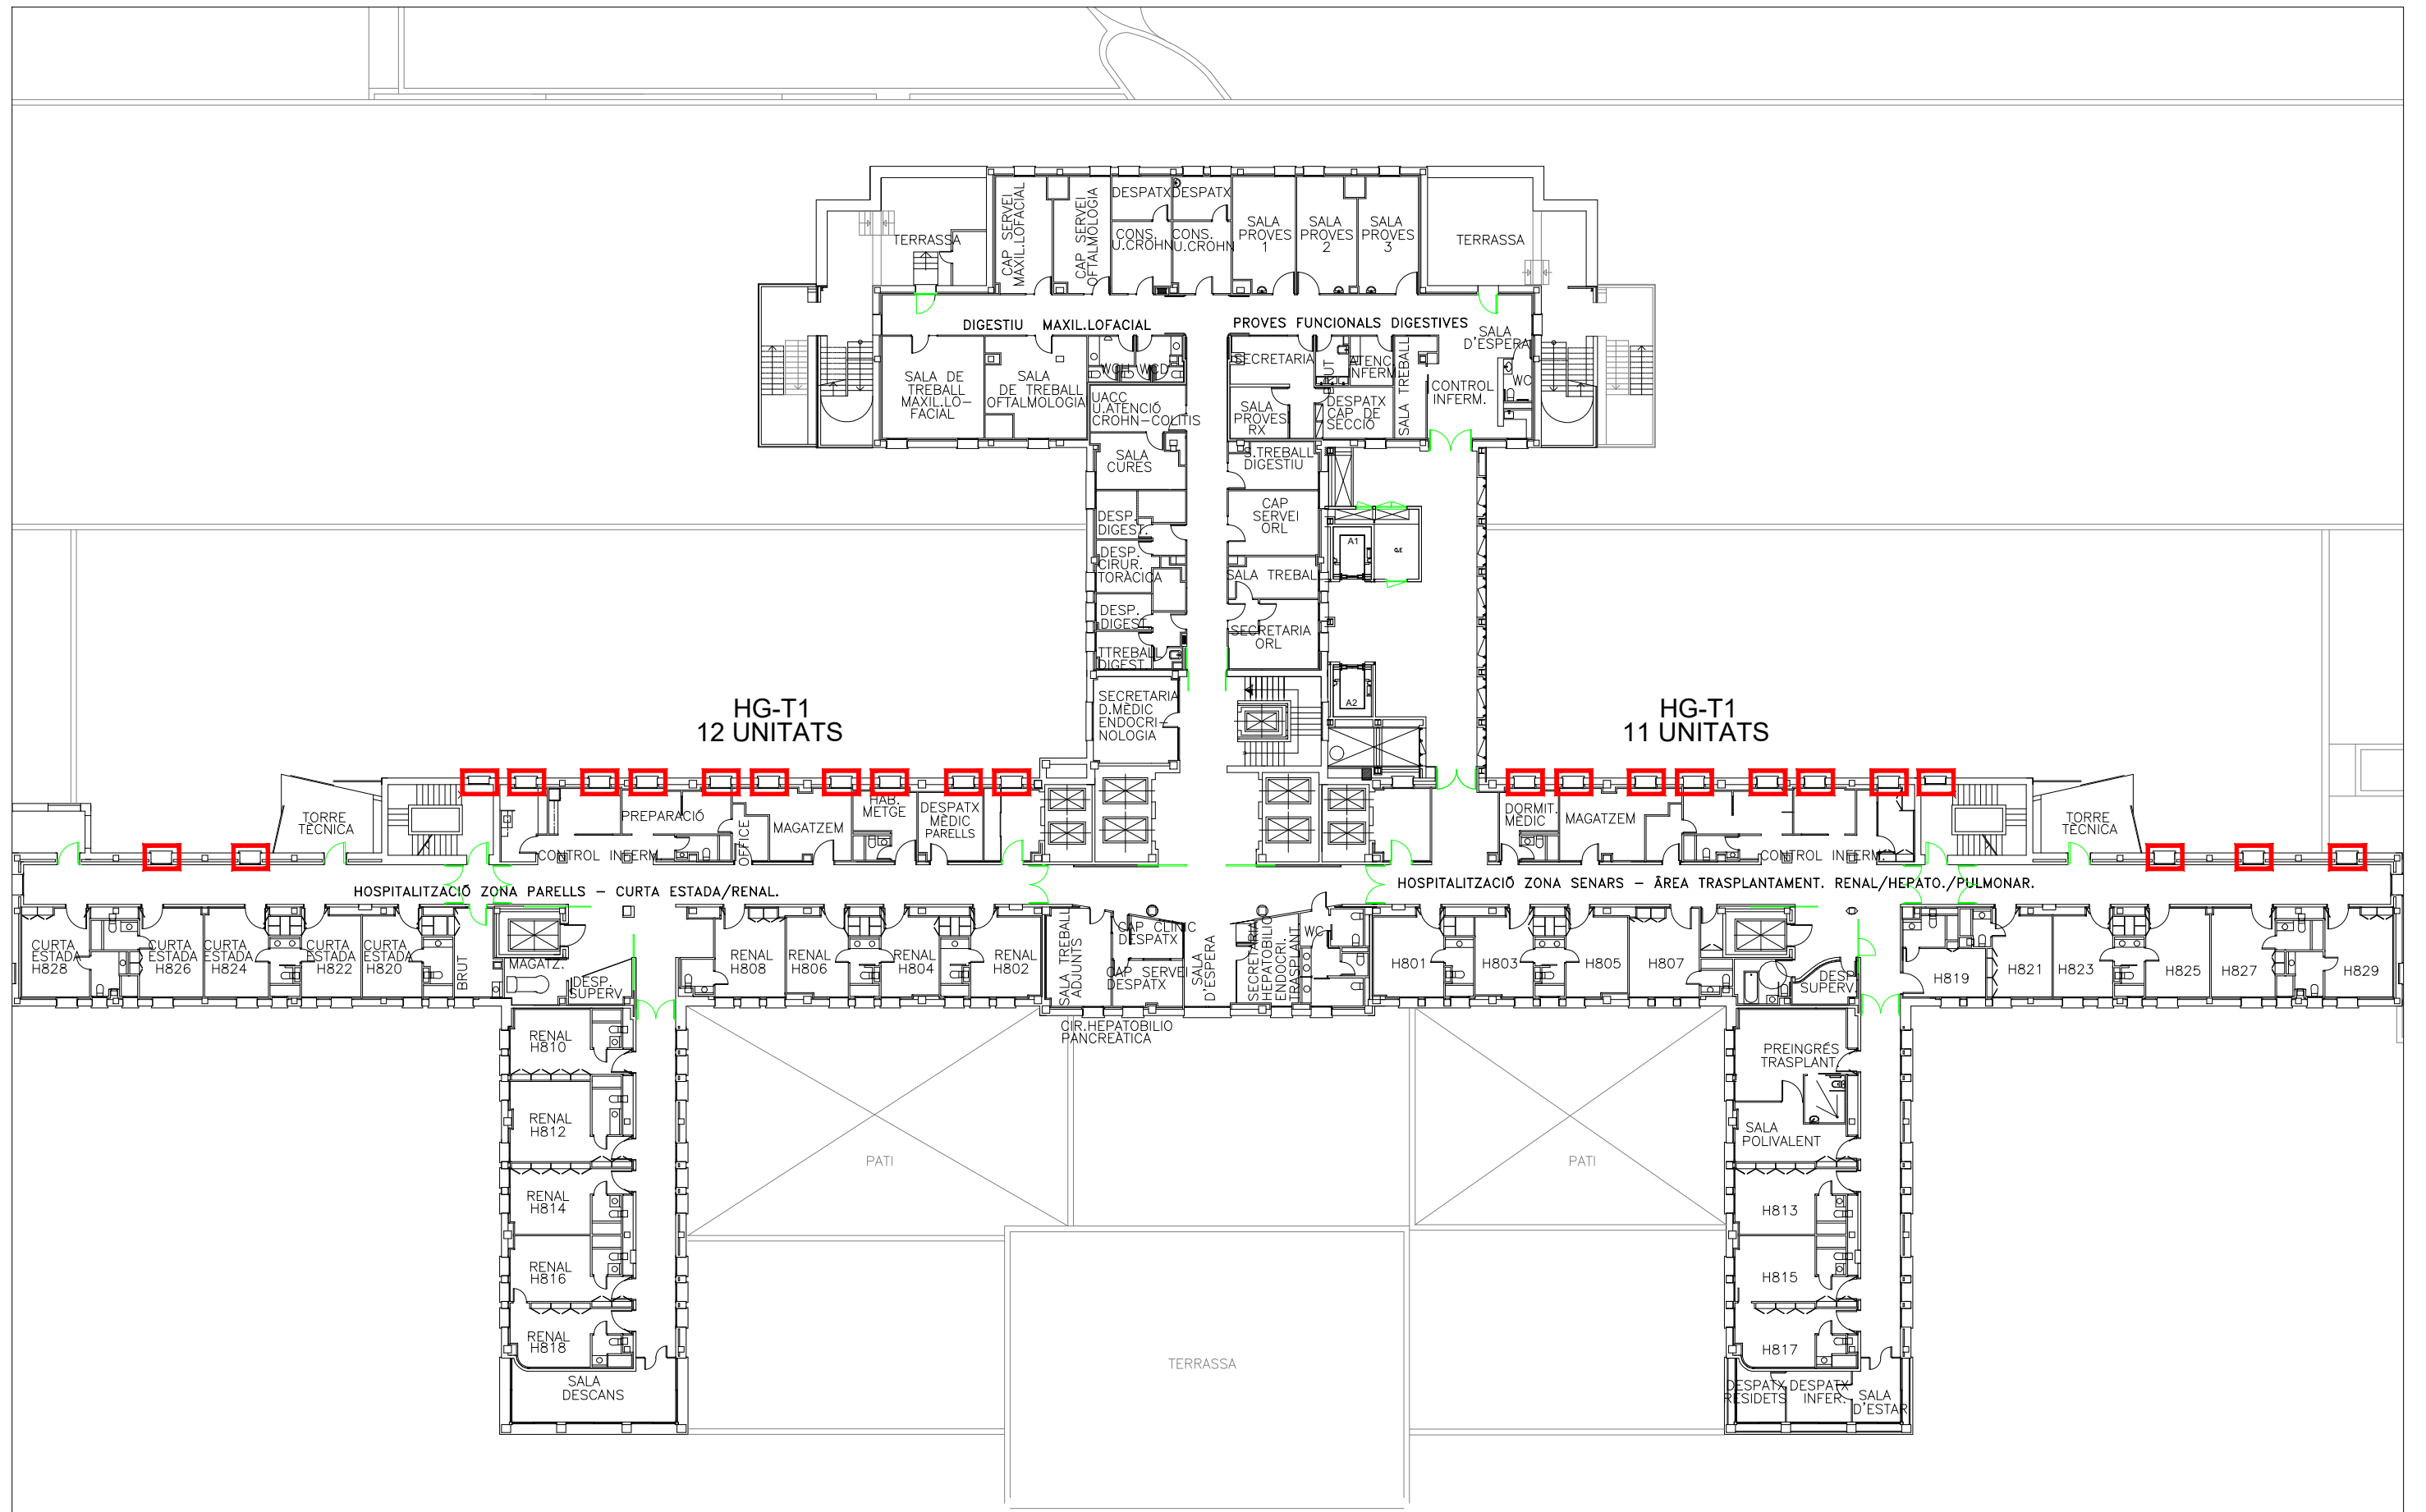 CAP SERVEI
MAXIL.LOFACIAL
CAP SERVEI
OFTALMOLOGIA
DESPATX
DESPATX
CONS.
U.CROHN
CONS.
U.CROHN
SALA
PROVES
1
SALA
PROVES
2
SALA
PROVES
3
TERRASSA
TERRASSA
DIGESTIU
MAXIL.LOFACIAL
PROVES FUNCIONALS DIGESTIVES
SALA
D'ESPERA
SALA DE
TREBALL
MAXIL.LO-
FACIAL
SALA
DE TREBALL
OFTALMOLOGIA
WCH
WCD
SECRETARIA
BRUT
ATENC.
INFERM.
SALA TREBALL
CONTROL
INFERM.
WC
UACC
U.ATENCIÓ
CROHN-COLITIS
SALA
PROVES
RX
DESPATX
CAP DE
SECCIÓ
SALA
CURES
S.TREBALL
DIGESTIU
DESP.
DIGEST.
CAP
SERVEI
ORL
A1
Q.E
DESP.
CIRUR.
TORÀCICA
SALA TREBAL
DESP.
DIGEST.
SECRETARIA
ORL
TTREBALL
DIGEST.
SECRETARIA
D.MÈDIC
ENDOCRI-
NOLOGIA
A2
HG-T1
12 UNITATS
HG-T1
11 UNITATS
TORRE
TÈCNICA
PREPARACIÓ
CONTROL INFERM.
OFFICE
MAGATZEM
HAB.
METGE
DESPATX
MÈDIC
PARELLS
DORMIT.
MÈDIC
MAGATZEM
CONTROL INFERM.
TORRE
TÈCNICA
HOSPITALITZACIÓ ZONA PARELLS - CURTA ESTADA/RENAL.
HOSPITALITZACIÓ ZONA SENARS - ÀREA TRASPLANTAMENT. RENAL/HEPATO./PULMONAR.
CURTA
ESTADA
H828
CURTA
ESTADA
H826
CURTA
ESTADA
H824
CURTA
ESTADA
H822
CURTA
ESTADA
H820
BRUT
MAGATZ.
DESP.
SUPERV
RENAL
H808
RENAL
H806
RENAL
H804
RENAL
H802
SALA TREBALL
ADJUNTS
CAP CLÍNIC
DESPATX
CAP SERVEI
DESPATX
SALA
D'ESPERA
SECRETARIA
HEPATOBILIO
ENDOCRI.
TRASPLANT.
WC
CIR.HEPATOBILIO
PANCREÀTICA
H801
H803
H805
H807
DESP.
SUPERV.
H819
H821
H823
H825
H827
H829
RENAL
H810
RENAL
H812
RENAL
H814
RENAL
H816
RENAL
H818
SALA
DESCANS
PATI
PATI
TERRASSA
PREINGRÉS
TRASPLANT.
SALA
POLIVALENT
H813
H815
H817
DESPATX
RESIDETS
DESPATX
INFER.
SALA
D'ESTAR